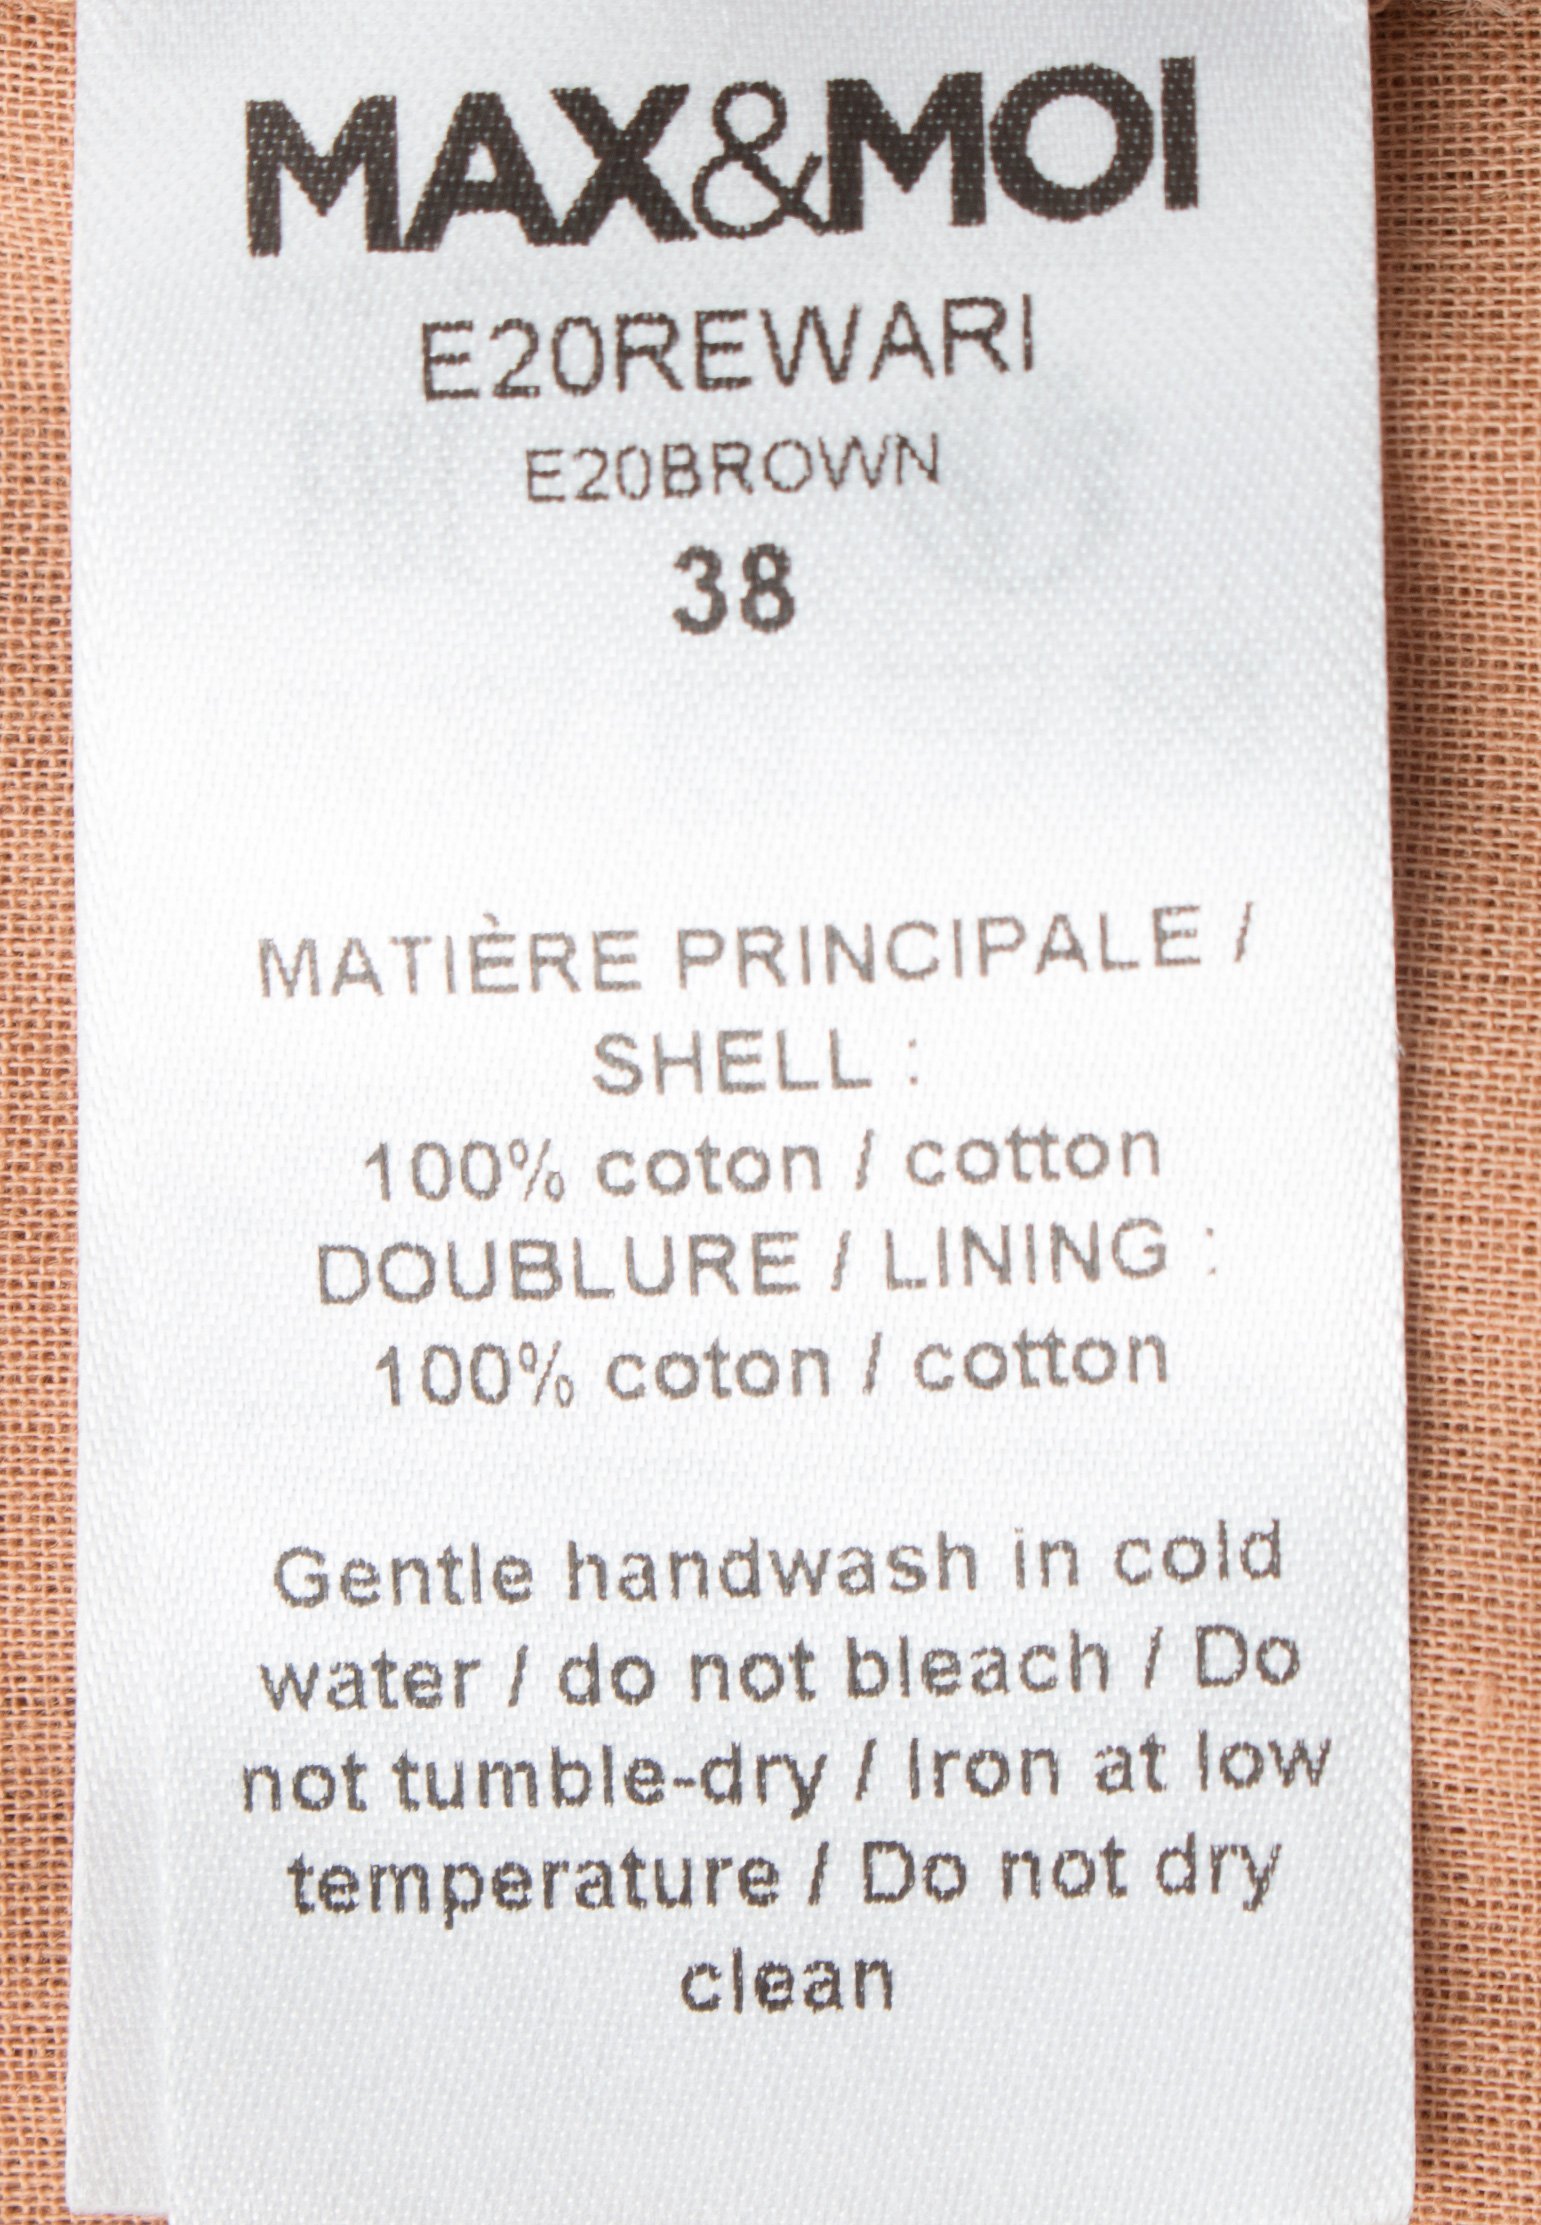 MAX&MOI
E20REWARI
E20BROWN
38
MATIÈRE PRINCIPALE /
SHELL :
100% coton / cotton
DOUBLURE / LINING :
100% coton / cotton
Gentle handwash in cold
water / do not bleach / Do
not tumble-dry / Iron at low
temperature / Do not dry
clean